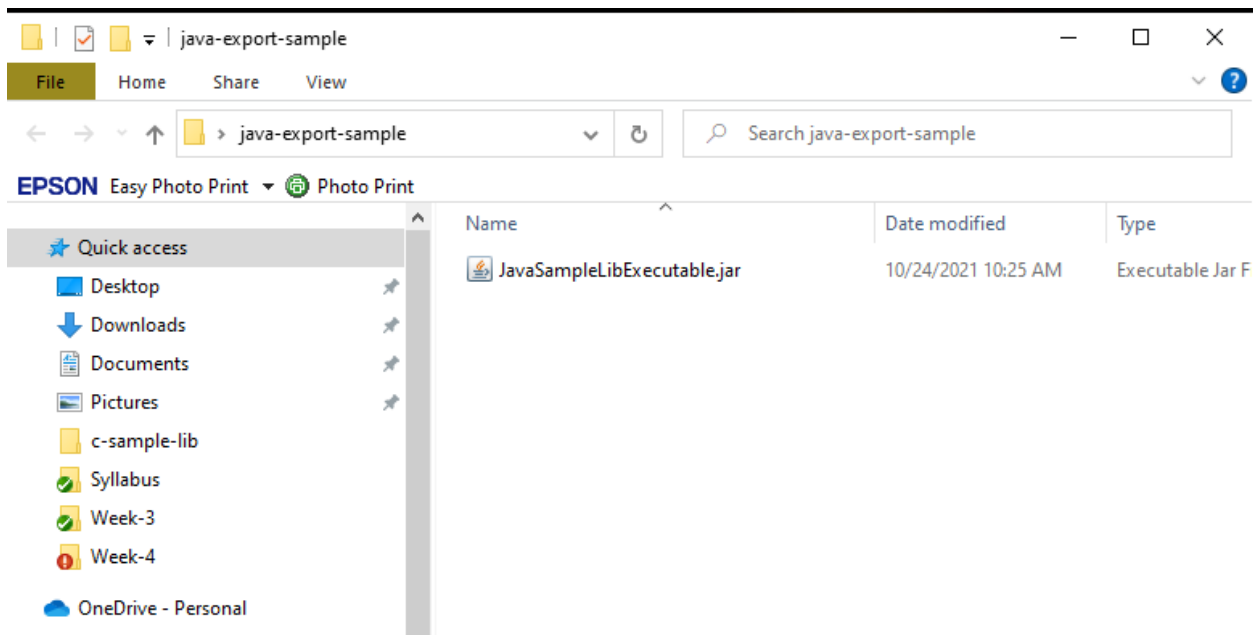 java-export-sample
File Home Share View
java-export-sample Search java-export-sample
EPSON Easy Photo Print Photo Print
Name Date modified Type
Quick access
JavaSampleLibExecutable.jar 10/24/2021 10:25 AM Executable Jar F
Desktop
Downloads
Documents
Pictures
c-sample-lib
Syllabus
Week-3
Week-4
OneDrive - Personal